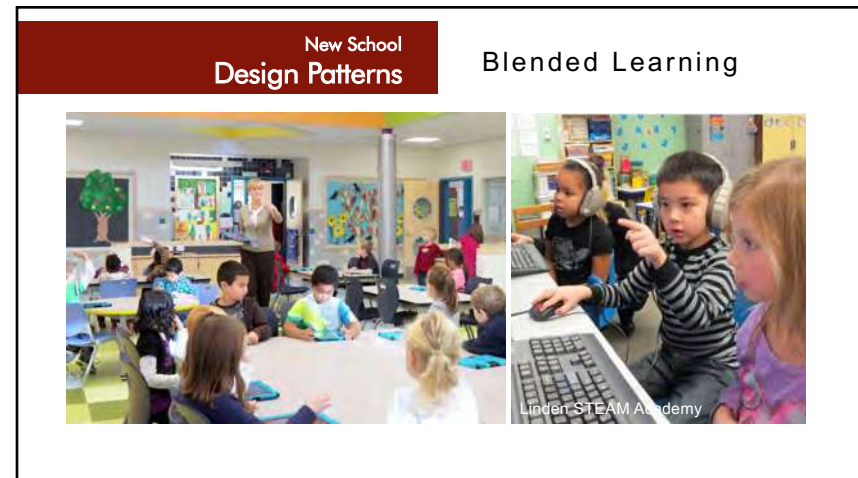 New School
Design Patterns
Blended Learning
Linden STEAM Academy